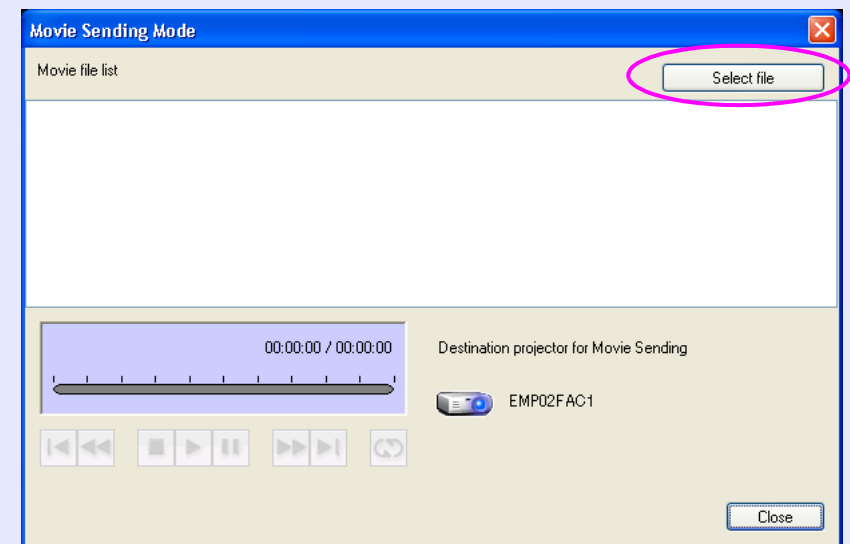 Movie Sending Mode
Movie file list
Select file
00:00:00 / 00:00:00
Destination projector for Movie Sending
EMP02FAC1
Close